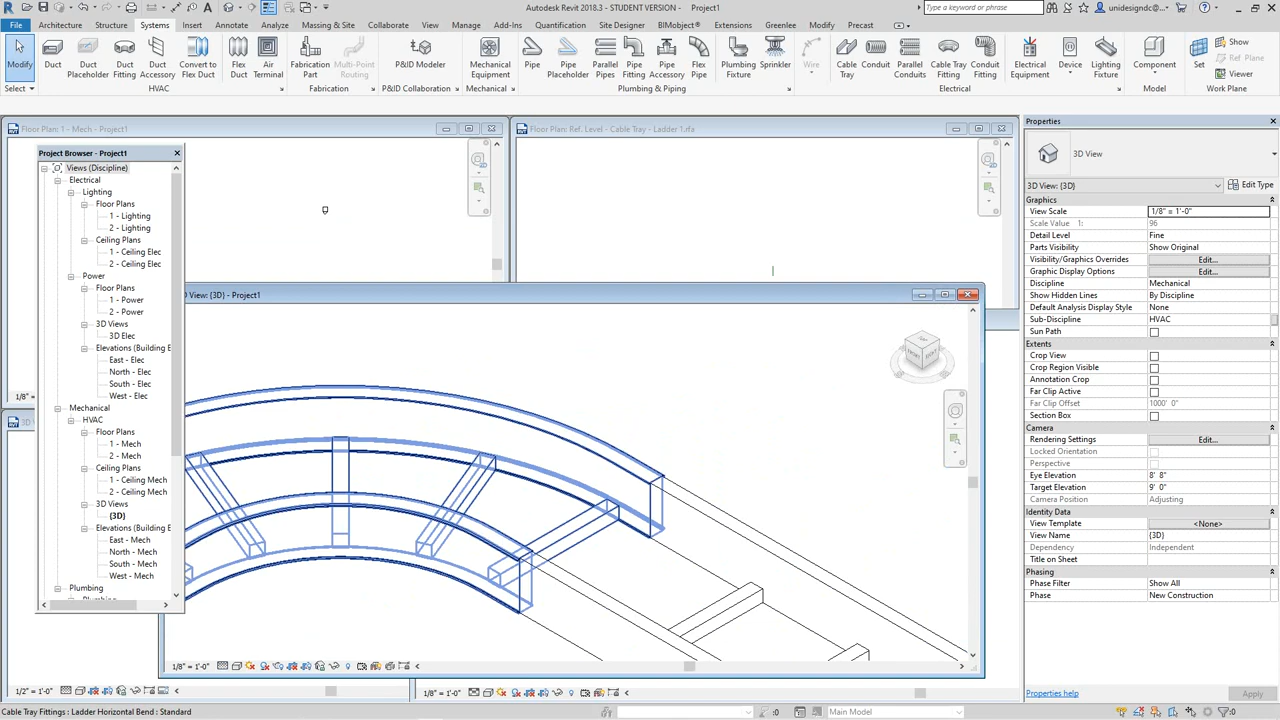 Autodesk Revit 2018.3 - STUDENT VERSION - Project1
Type a keyword or phrase
unidesigndc@...
File Architecture Structure Systems Insert Annotate Analyze Massing & Site Collaborate View Manage Add-Ins Quantification Site Designer BIMobject® Extensions Greenlee Modify Precast
Modify
Duct
Duct Placeholder
Duct Fitting
Duct Accessory
Convert to Flex Duct
Flex Duct
Air Terminal
Fabrication Part
Multi-Point Routing
P&ID Modeler
Mechanical Equipment
Pipe
Pipe Placeholder
Parallel Pipes
Pipe Fitting
Pipe Accessory
Flex Pipe
Plumbing Fixture
Sprinkler
Wire
Cable Tray
Conduit
Parallel Conduits
Cable Tray Fitting
Conduit Fitting
Electrical Equipment
Device
Lighting Fixture
Component
Set
Show
Ref Plane
Viewer
Select HVAC Fabrication P&ID Collaboration Mechanical Plumbing & Piping Electrical Model Work Plane
Floor Plan: 1 - Mech - Project1
Floor Plan: Ref. Level - Cable Tray - Ladder 1.rfa
Project Browser - Project1
Views (Discipline)
Electrical
Lighting
Floor Plans
1 - Lighting
2 - Lighting
Ceiling Plans
1 - Ceiling Elec
2 - Ceiling Elec
Power
Floor Plans
1 - Power
2 - Power
3D Views
3D Elec
Elevations (Building E
East - Elec
North - Elec
South - Elec
West - Elec
Mechanical
HVAC
Floor Plans
1 - Mech
2 - Mech
Ceiling Plans
1 - Ceiling Mech
2 - Ceiling Mech
3D Views
{3D}
Elevations (Building E
East - Mech
North - Mech
South - Mech
West - Mech
Plumbing
D View: {3D} - Project1
1/8" = 1'-0"
1/2" = 1'-0"
1/8" = 1'-0"
Properties
3D View
3D View: {3D} Edit Type
Graphics
View Scale 1/8" = 1'-0"
Scale Value 1: 96
Detail Level Fine
Parts Visibility Show Original
Visibility/Graphics Overrides Edit...
Graphic Display Options Edit...
Discipline Mechanical
Show Hidden Lines By Discipline
Default Analysis Display Style None
Sub-Discipline HVAC
Sun Path
Extents
Crop View
Crop Region Visible
Annotation Crop
Far Clip Active
Far Clip Offset 1000' 0"
Section Box
Camera
Rendering Settings Edit...
Locked Orientation
Perspective
Eye Elevation 8' 8"
Target Elevation 9' 0"
Camera Position Adjusting
Identity Data
View Template <None>
View Name {3D}
Dependency Independent
Title on Sheet
Phasing
Phase Filter Show All
Phase New Construction
Properties help Apply
Cable Tray Fittings : Ladder Horizontal Bend : Standard
:0
Main Model
:0